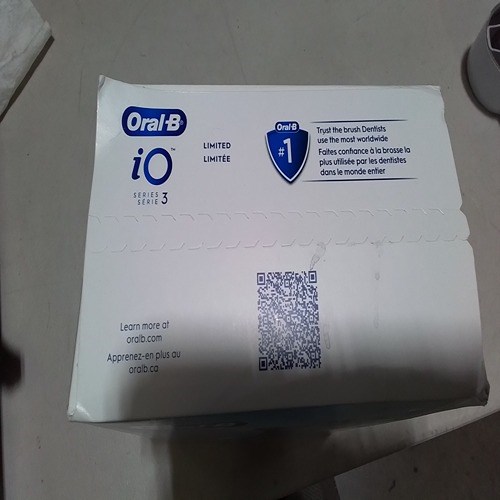 Oral-B
iO™
SERIES
SÉRIE 3
LIMITED
LIMITÉE
Oral-B
#1
Trust the brush Dentists
use the most worldwide
Faites confiance à la brosse la
plus utilisée par les dentistes
dans le monde entier
Learn more at
oralb.com
Apprenez-en plus au
oralb.ca